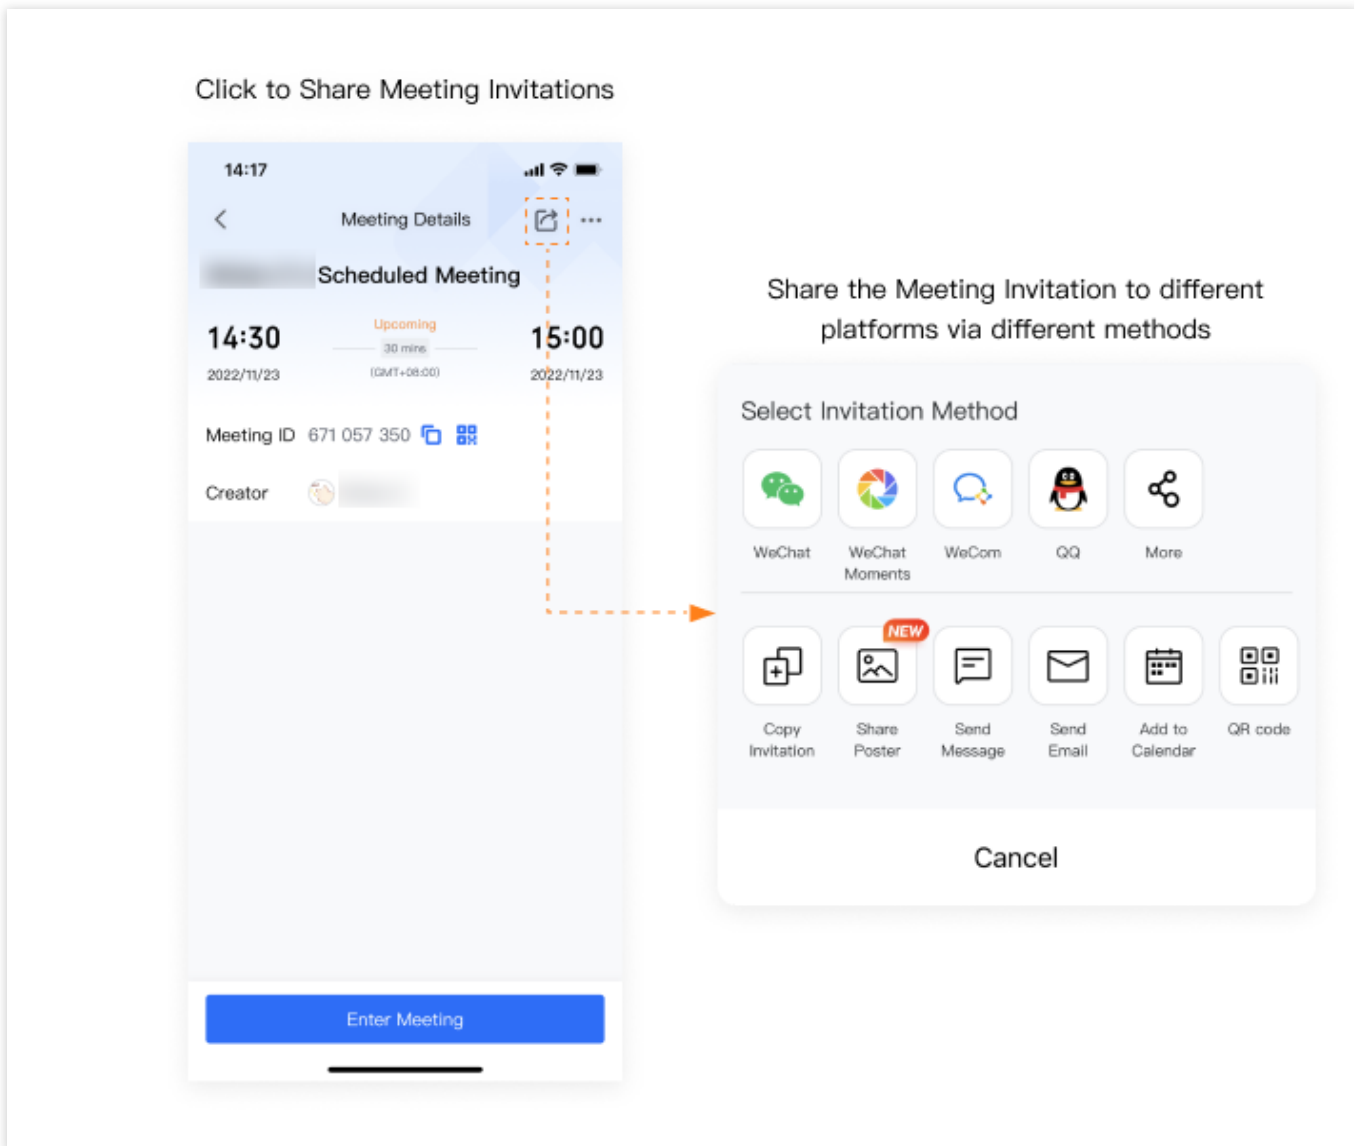 Click to Share Meeting Invitations
14:17
Meeting Details
Scheduled Meeting
14:30
Upcoming
30 mins
15:00
2022/11/23
(GMT+08:00)
2022/11/23
Meeting ID 671 057 350
Creator
Enter Meeting
Share the Meeting Invitation to different
platforms via different methods
Select Invitation Method
WeChat
WeChat
Moments
WeCom
QQ
More
NEW
Copy
Invitation
Share
Poster
Send
Message
Send
Email
Add to
Calendar
QR code
Cancel